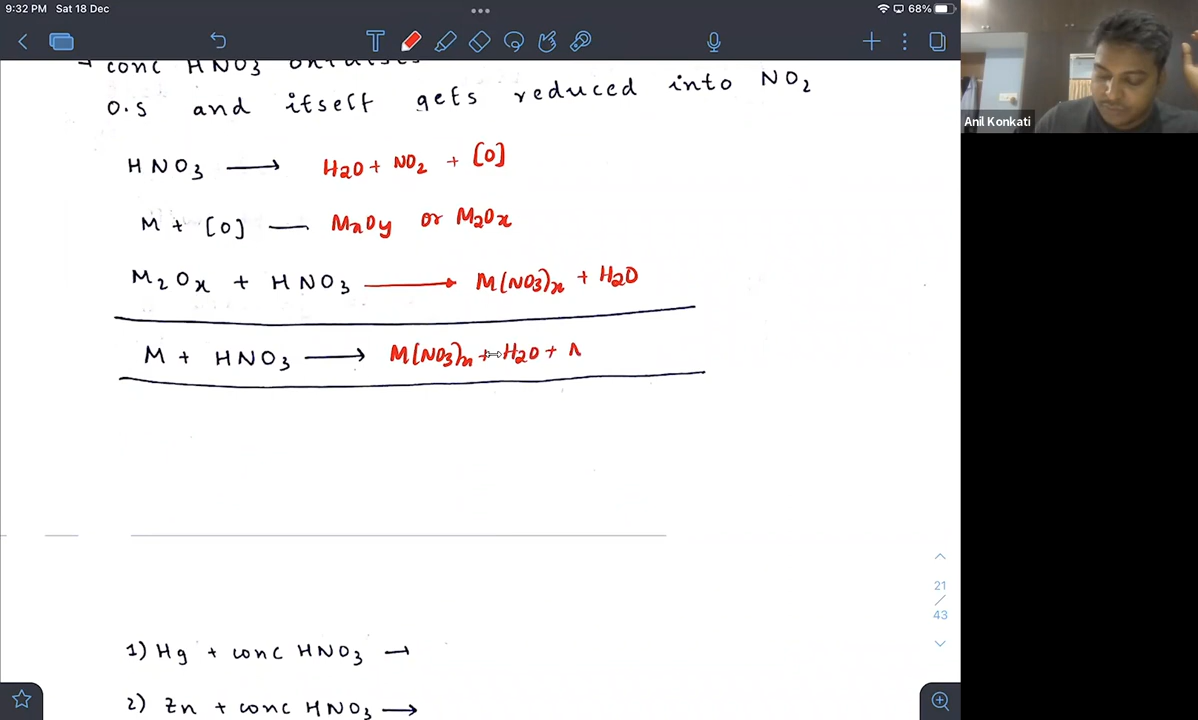 9:32 PM Sat 18 Dec
68%
conc HNO3
O.S and itself gets reduced into NO2
HNO3 → H2O + NO2 + [O]
M + [O] — MxOy or M2Ox
M2Ox + HNO3 → M(NO3)x + H2O
M + HNO3 → M(NO3)x + H2O + N
1) Hg + conc HNO3 →
2) Zn + conc HNO3 →
21
/
43
Anil Konkati